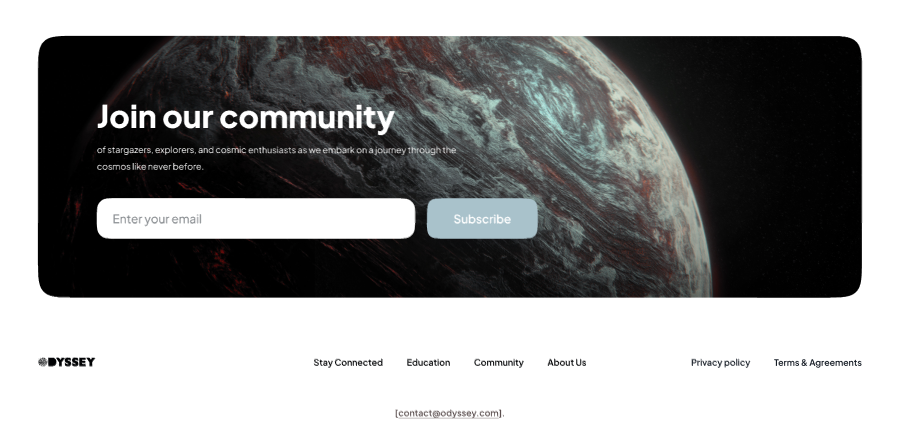 Join our community
of stargazers, explorers, and cosmic enthusiasts as we embark on a journey through the
cosmos like never before.
Enter your email
Subscribe
ODYSSEY
Stay Connected
Education
Community
About Us
Privacy policy
Terms & Agreements
[contact@odyssey.com].